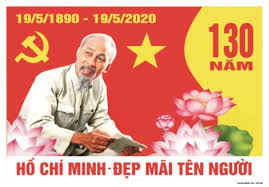 19/5/1890 - 19/5/2020
130
NĂM
HỒ CHÍ MINH - ĐẸP MÃI TÊN NGƯỜI